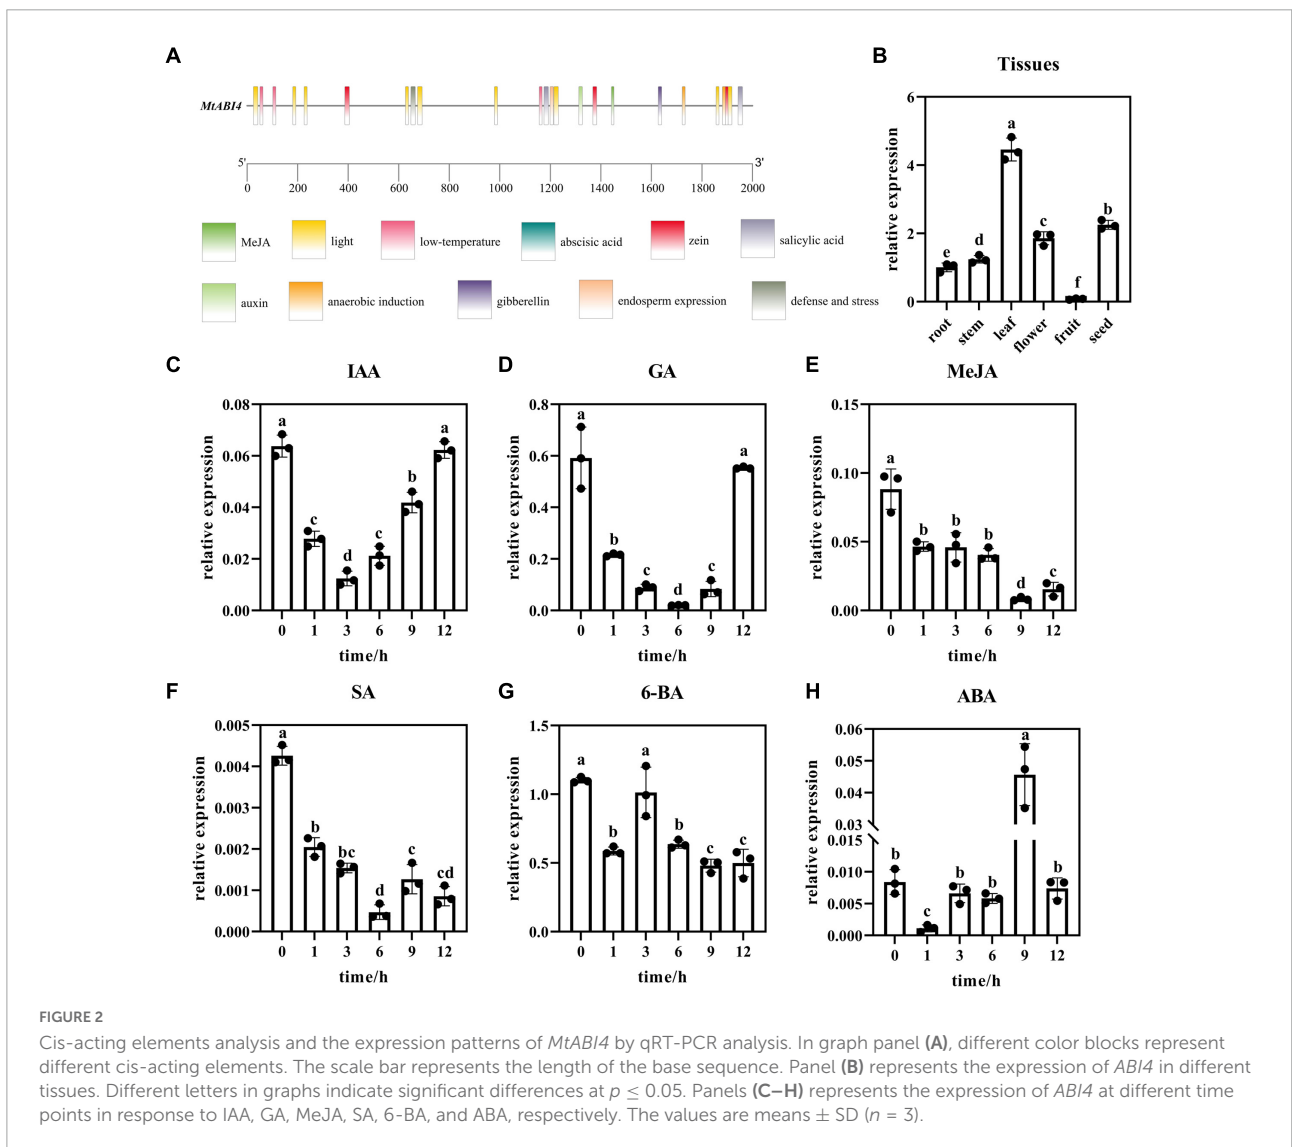 A
MtABI4
5'
3'
0 200 400 600 800 1000 1200 1400 1600 1800 2000
MeJA light low-temperature abscisic acid zein salicylic acid
auxin anaerobic induction gibberellin endosperm expression defense and stress
B
Tissues
relative expression
6
4
2
0
e d a c f b
root stem leaf flower fruit seed
C
IAA
relative expression
0.08
0.06
0.04
0.02
0.00
a c d c b a
0 1 3 6 9 12
time/h
D
GA
relative expression
0.8
0.6
0.4
0.2
0.0
a b c d c a
0 1 3 6 9 12
time/h
E
MeJA
relative expression
0.15
0.10
0.05
0.00
a b b b d c
0 1 3 6 9 12
time/h
F
SA
relative expression
0.005
0.004
0.003
0.002
0.001
0.000
a b bc d c cd
0 1 3 6 9 12
time/h
G
6-BA
relative expression
1.5
1.0
0.5
0.0
a b a b c c
0 1 3 6 9 12
time/h
H
ABA
relative expression
0.06
0.05
0.04
0.03
0.015
0.010
0.005
0.000
b c b b a b
0 1 3 6 9 12
time/h
FIGURE 2
Cis-acting elements analysis and the expression patterns of MtABI4 by qRT-PCR analysis. In graph panel (A), different color blocks represent
different cis-acting elements. The scale bar represents the length of the base sequence. Panel (B) represents the expression of ABI4 in different
tissues. Different letters in graphs indicate significant differences at p ≤ 0.05. Panels (C–H) represents the expression of ABI4 at different time
points in response to IAA, GA, MeJA, SA, 6-BA, and ABA, respectively. The values are means ± SD (n = 3).